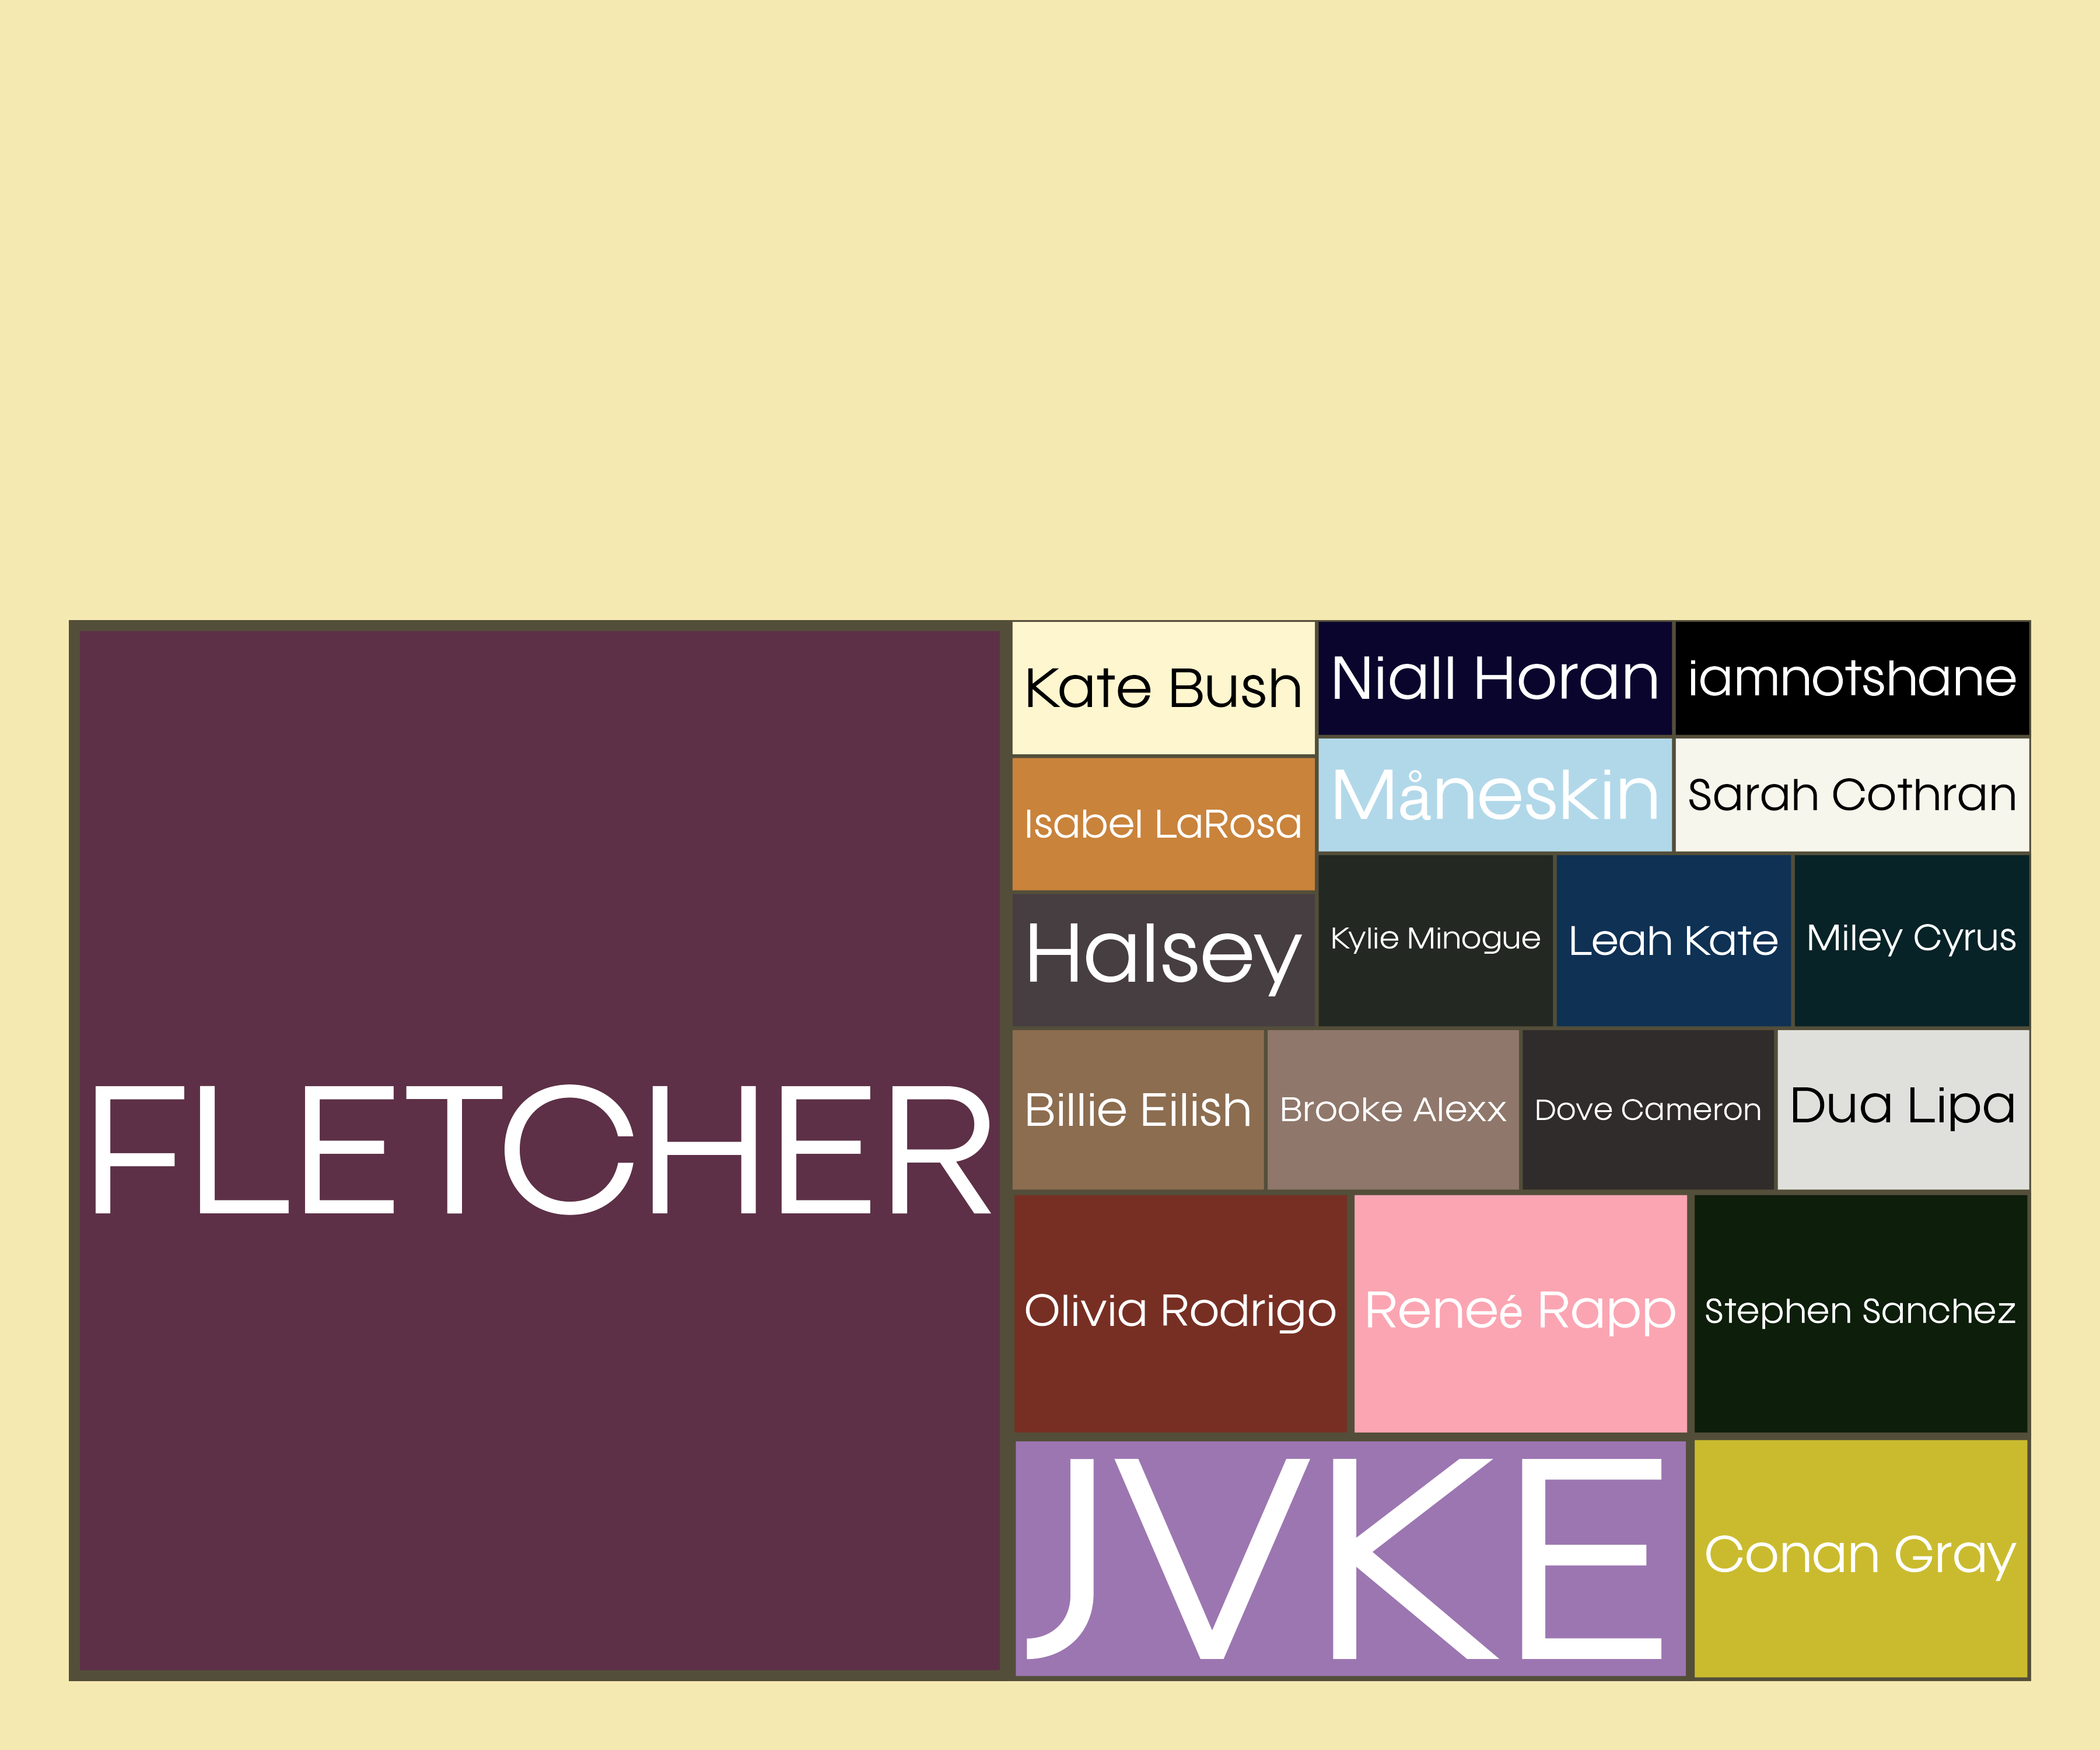 FLETCHER
Kate Bush
Niall Horan
iamnotshane
Isabel LaRosa
Måneskin
Sarah Cothran
Halsey
Kylie Minogue
Leah Kate
Miley Cyrus
Billie Eilish
Brooke Alexx
Dove Cameron
Dua Lipa
Olivia Rodrigo
Reneé Rapp
Stephen Sanchez
JVKE
Conan Gray